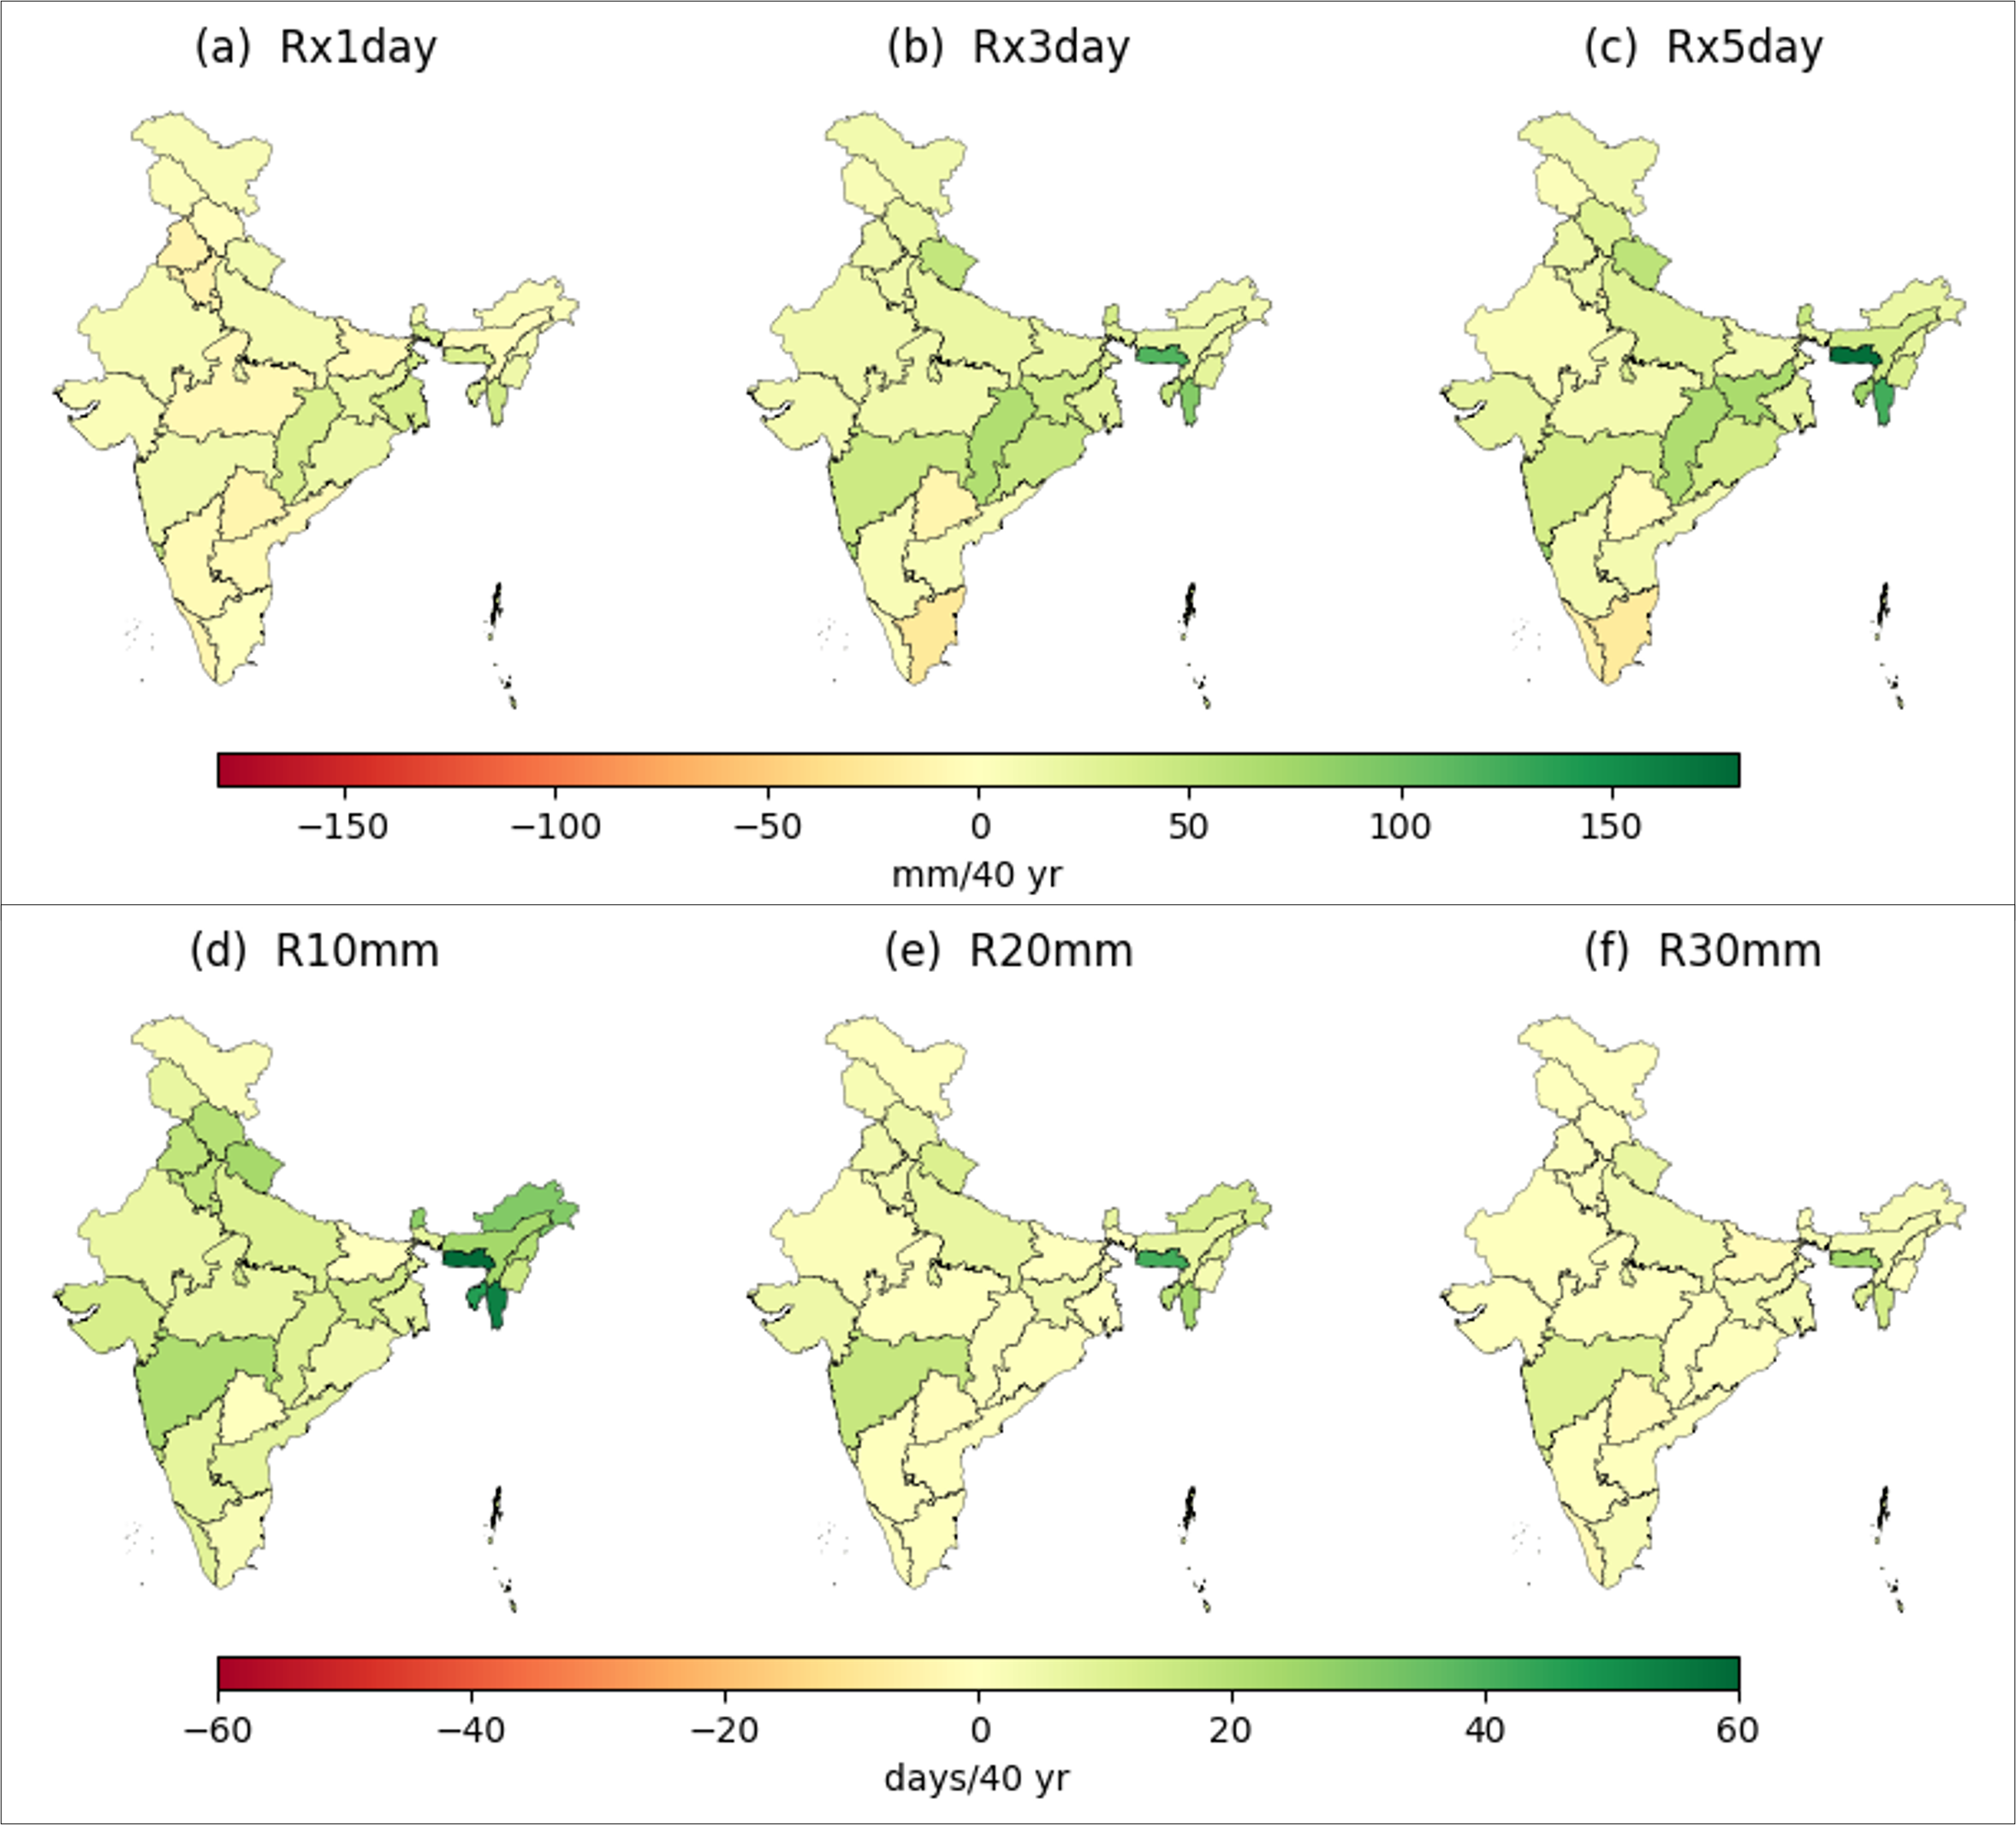 (a) Rx1day
(b) Rx3day
(c) Rx5day
−150 −100 −50 0 50 100 150
mm/40 yr
(d) R10mm
(e) R20mm
(f) R30mm
−60 −40 −20 0 20 40 60
days/40 yr